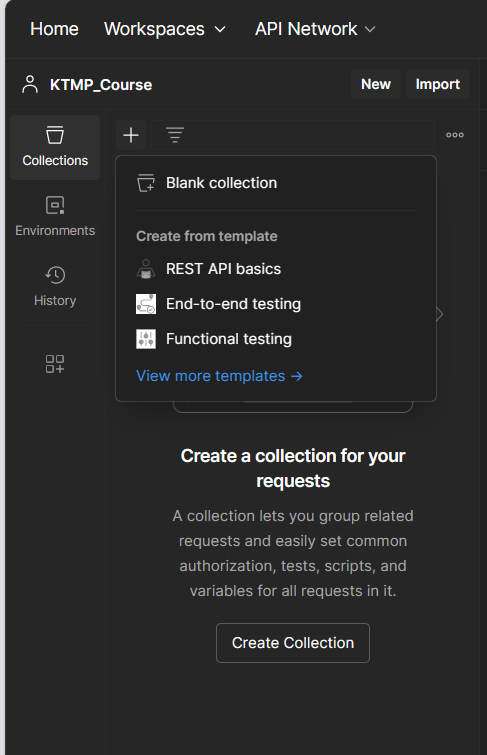 Home Workspaces API Network
KTMP_Course New Import
Collections
Environments
History
Blank collection
Create from template
REST API basics
End-to-end testing
Functional testing
View more templates →
Create a collection for your
requests
A collection lets you group related
requests and easily set common
authorization, tests, scripts, and
variables for all requests in it.
Create Collection